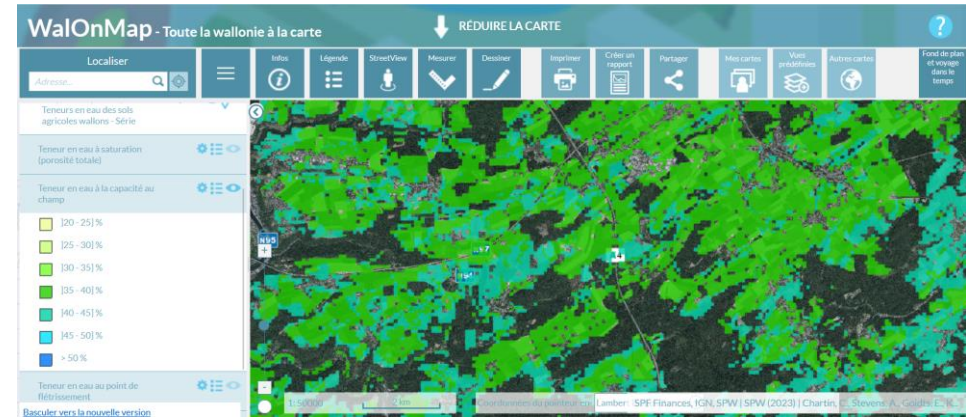 WalOnMap - Toute la wallonie à la carte
RÉDUIRE LA CARTE
?
Localiser
Adresse...
Infos
Légende
StreetView
Mesurer
Dessiner
Imprimer
Créer un rapport
Partager
Mes cartes
Vues prédéfinies
Autres cartes
Fond de plan
et voyage
dans le
temps
Teneurs en eau des sols
agricoles wallons - Série
Teneur en eau à saturation
(porosité totale)
Teneur en eau à la capacité au
champ
]20 - 25] %
]25 - 30] %
]30 - 35] %
]35 - 40] %
]40 - 45] %
]45 - 50] %
> 50 %
Teneur en eau au point de
flétrissement
Basculer vers la nouvelle version
N95
+
N97
-
1:50000
2 km
Coordonnées du pointeur en Lamber
SPF Finances, IGN, SPW | SPW (2023) | Chartin, C., Stevens, A., Goidts, E., K...